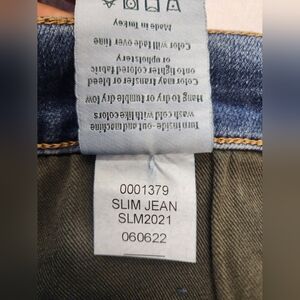 Turn inside-out and machine
wash cold with like colors
Hang to dry or tumble dry low
Color may transfer or bleed
onto lighter colored fabric
or upholstery
Color will fade over time
Made in Turkey
0001379
SLIM JEAN
SLM2021
060622